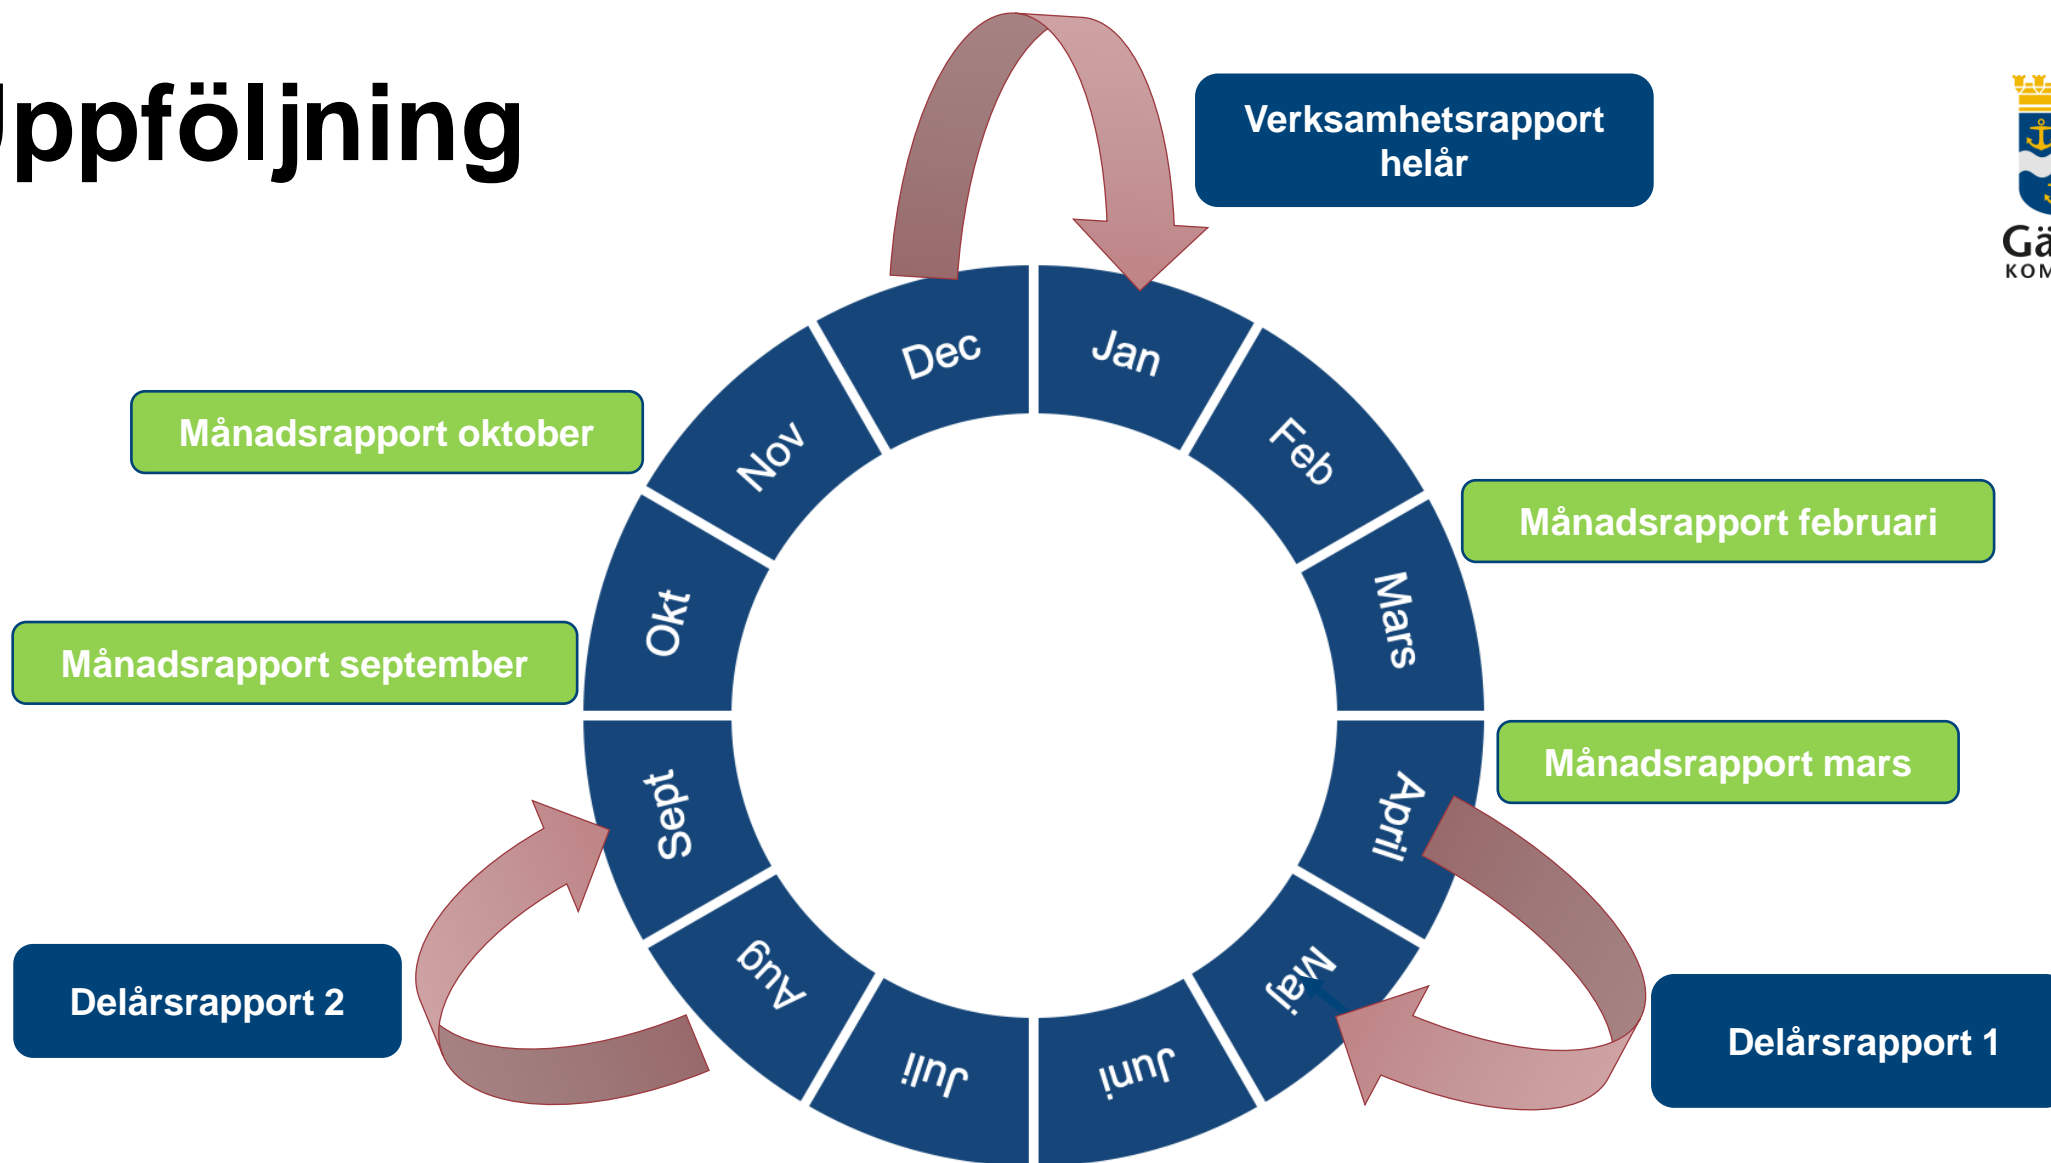 Uppföljning
Verksamhetsrapport
helår
Dec
Jan
Månadsrapport oktober
Nov
Feb
Månadsrapport februari
Okt
Mars
Månadsrapport september
Månadsrapport mars
Sept
April
Delårsrapport 2
Aug
Maj
Delårsrapport 1
Juli
Juni